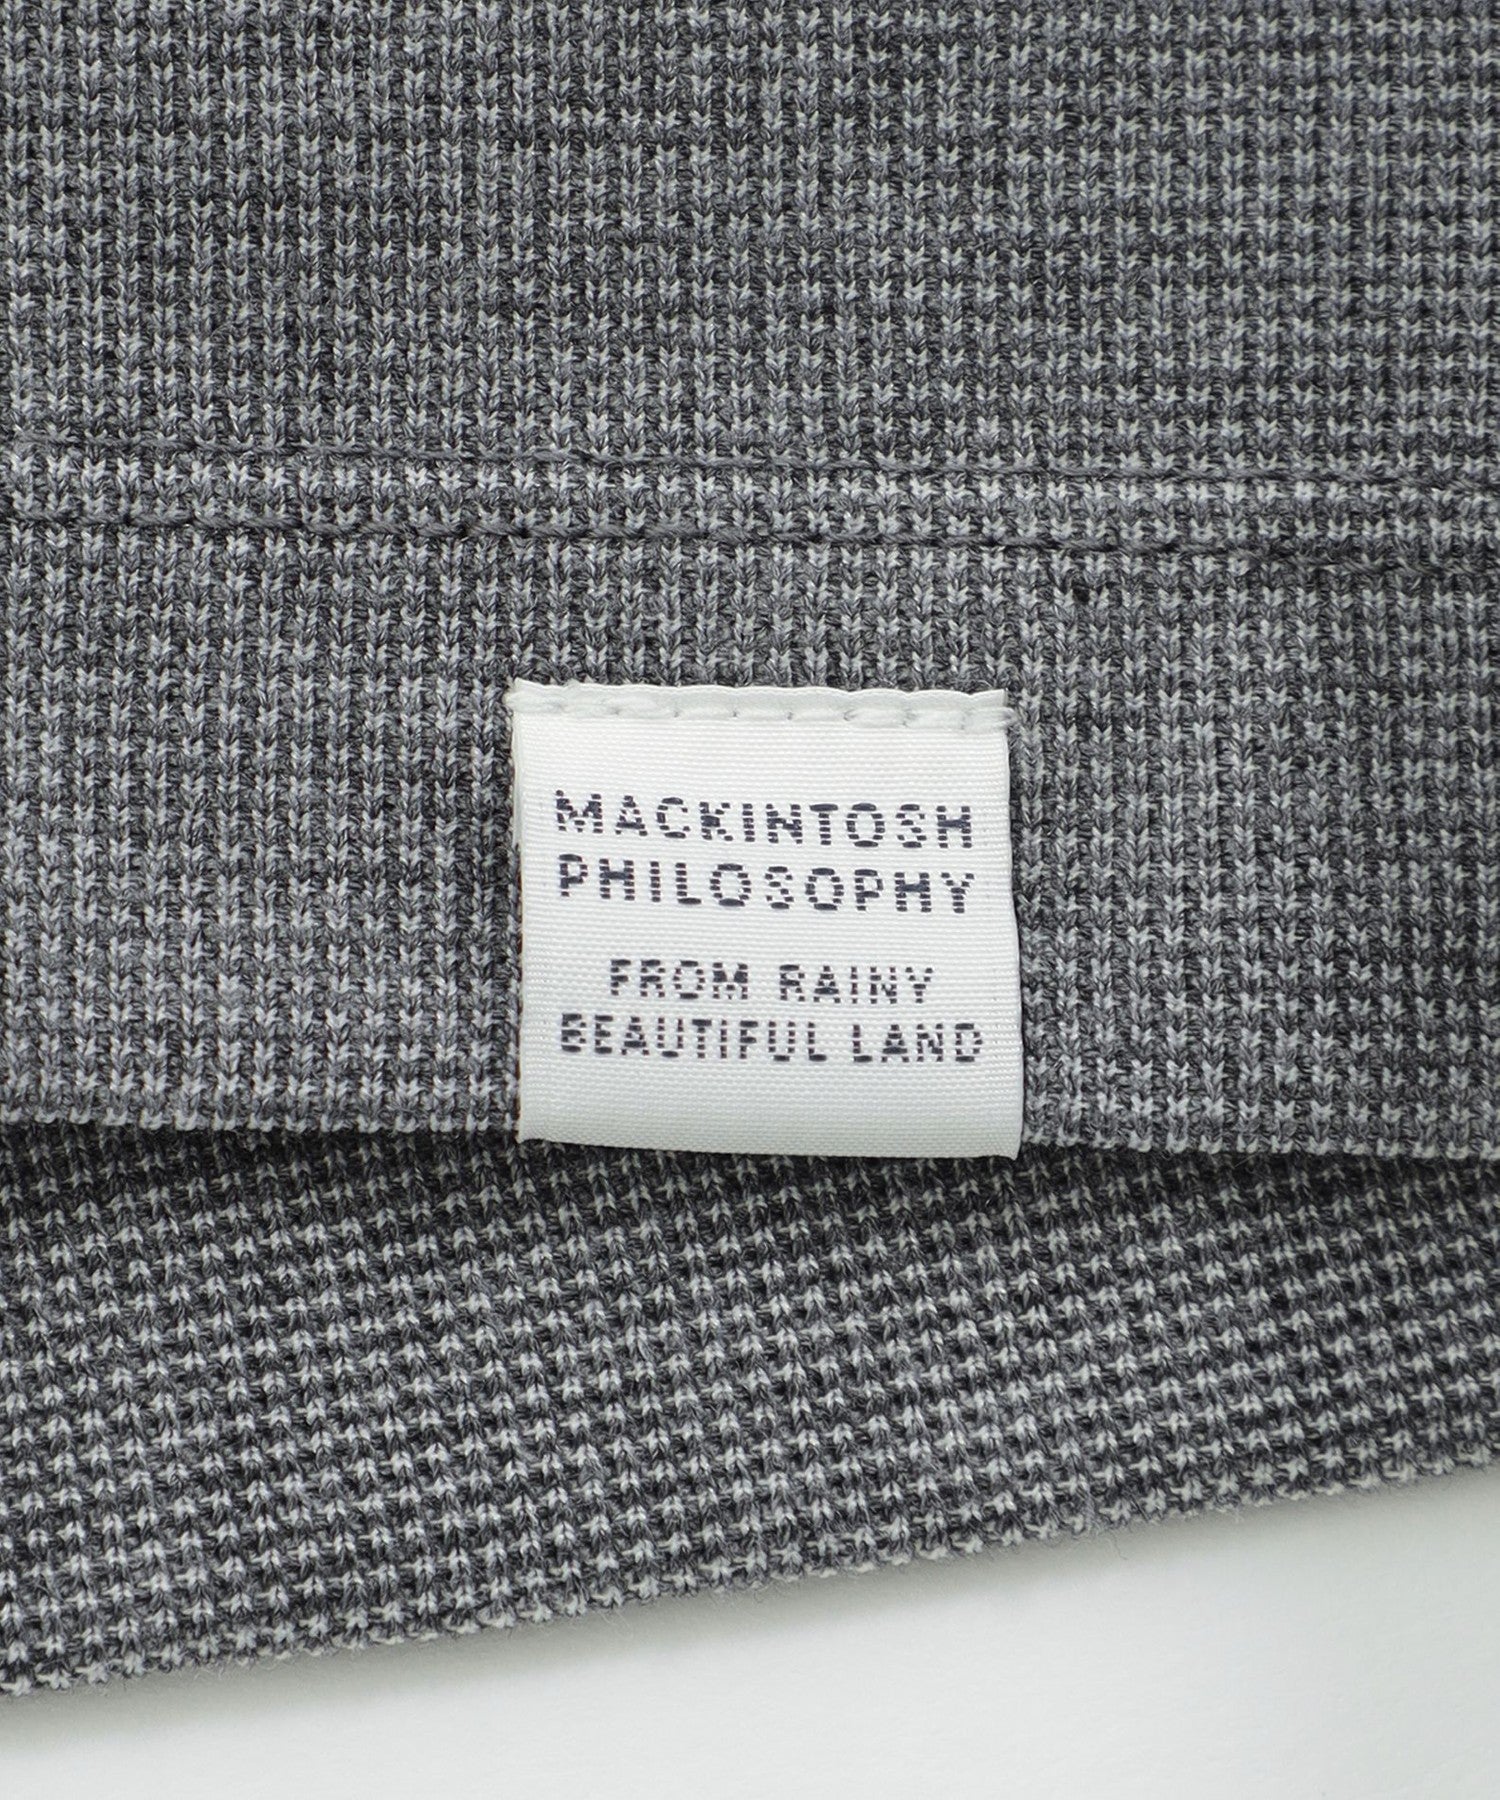 MACKINTOSH
PHILOSOPHY
FROM RAINY
BEAUTIFUL LAND